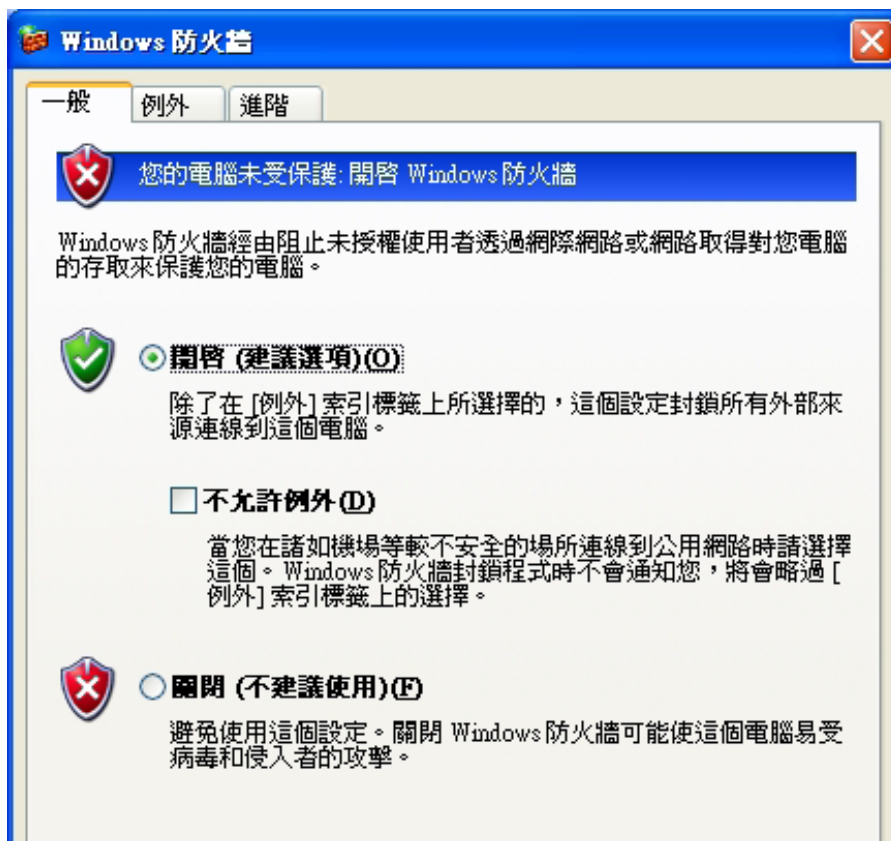 Windows 防火牆
一般
例外
進階
您的電腦未受保護: 開啓 Windows 防火牆
Windows 防火牆經由阻止未授權使用者透過網際網路或網路取得對您電腦
的存取來保護您的電腦。
開啓 (建議選項)(O)
除了在 [例外] 索引標籤上所選擇的，這個設定封鎖所有外部來
源連線到這個電腦。
不允許例外(D)
當您在諸如機場等較不安全的場所連線到公用網路時請選擇
這個。Windows 防火牆封鎖程式時不會通知您，將會略過 [
例外] 索引標籤上的選擇。
關閉 (不建議使用)(F)
避免使用這個設定。關閉 Windows 防火牆可能使這個電腦易受
病毒和侵入者的攻擊。